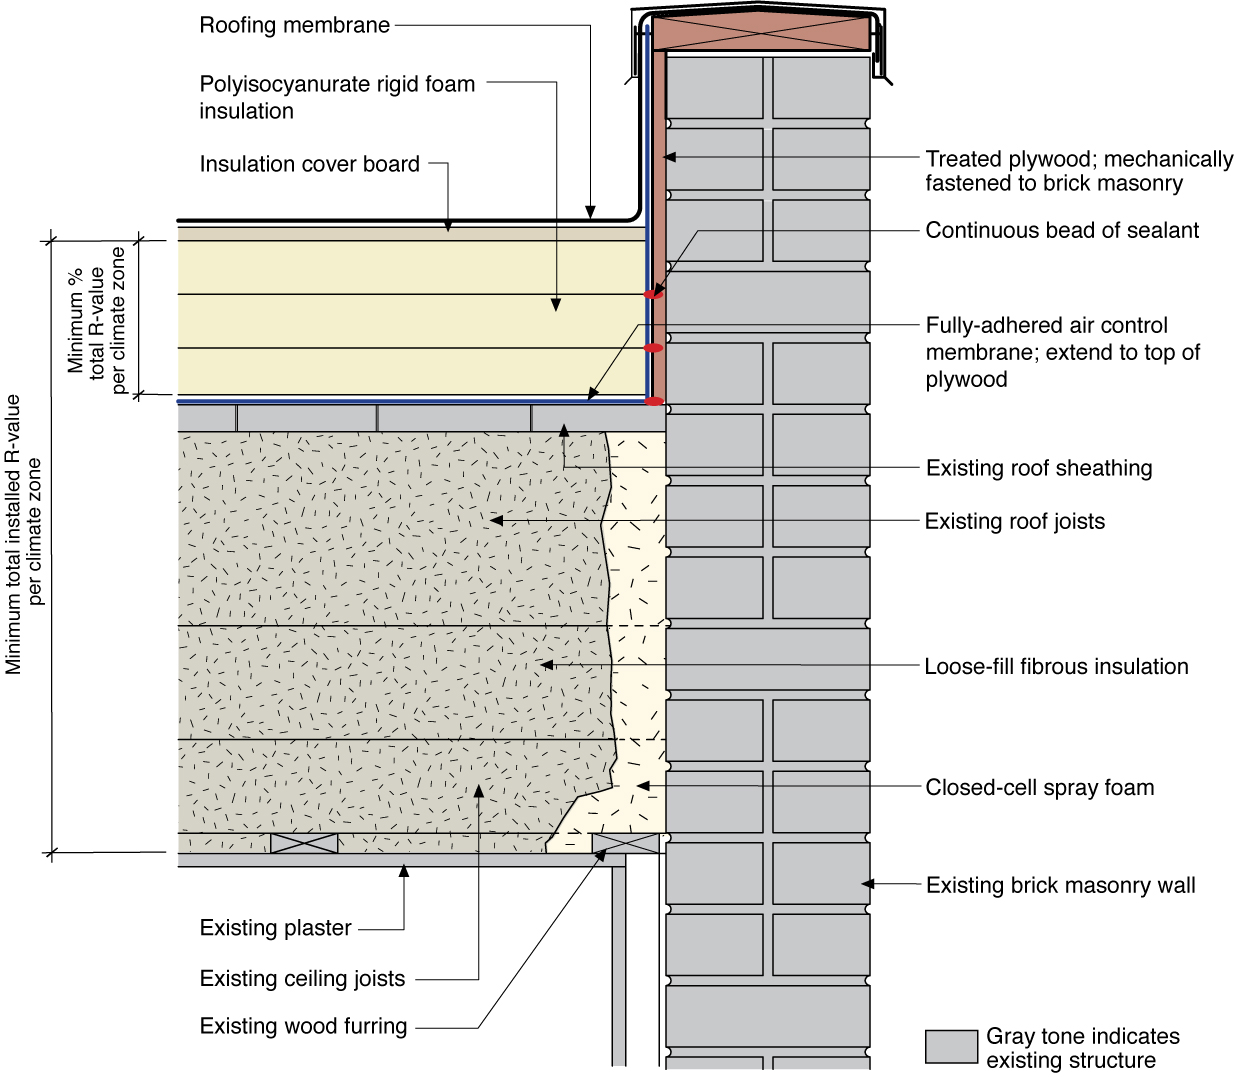 Roofing membrane
Polyisocyanurate rigid foam
insulation
Insulation cover board
Minimum %
total R-value
per climate zone
Minimum total installed R-value
per climate zone
Treated plywood; mechanically
fastened to brick masonry
Continuous bead of sealant
Fully-adhered air control
membrane; extend to top of
plywood
Existing roof sheathing
Existing roof joists
Loose-fill fibrous insulation
Closed-cell spray foam
Existing brick masonry wall
Existing plaster
Existing ceiling joists
Existing wood furring
Gray tone indicates
existing structure